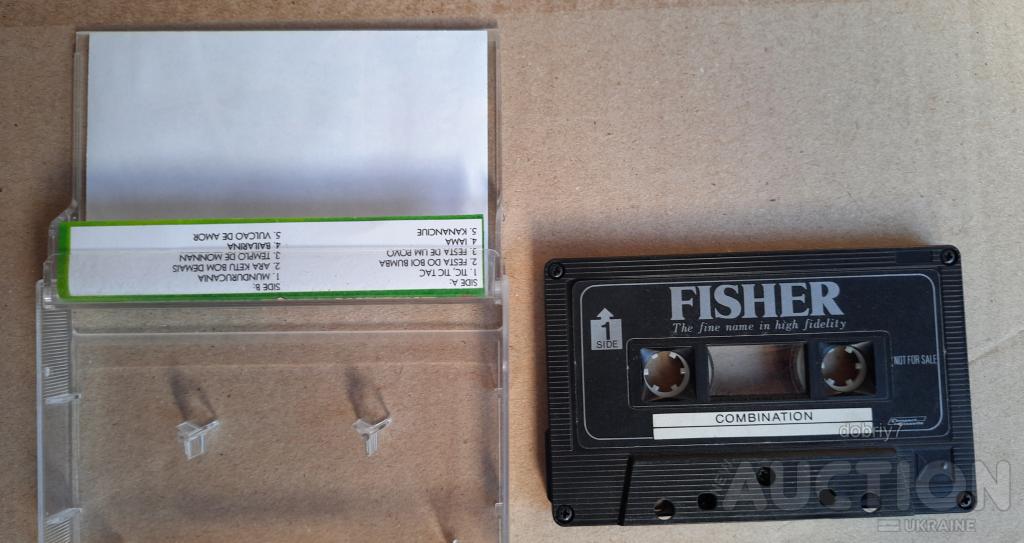 SIDE A:
1. TIC, TIC TAC
2. FESTA DO BOI BUMBA
3. FESTA DE UM POVO
4. IAMA
5. KANANCIUE
SIDE B:
1. MUNDURUCANIA
2. ARA KETU BOM DEMAIS
3. TEMPLO DE MONNAN
4. BAILARINA
5. VULCAO DE AMOR
FISHER
The fine name in high fidelity
1
SIDE
NOT FOR SALE
COMBINATION
dobriy7
AUCTION
UKRAINE